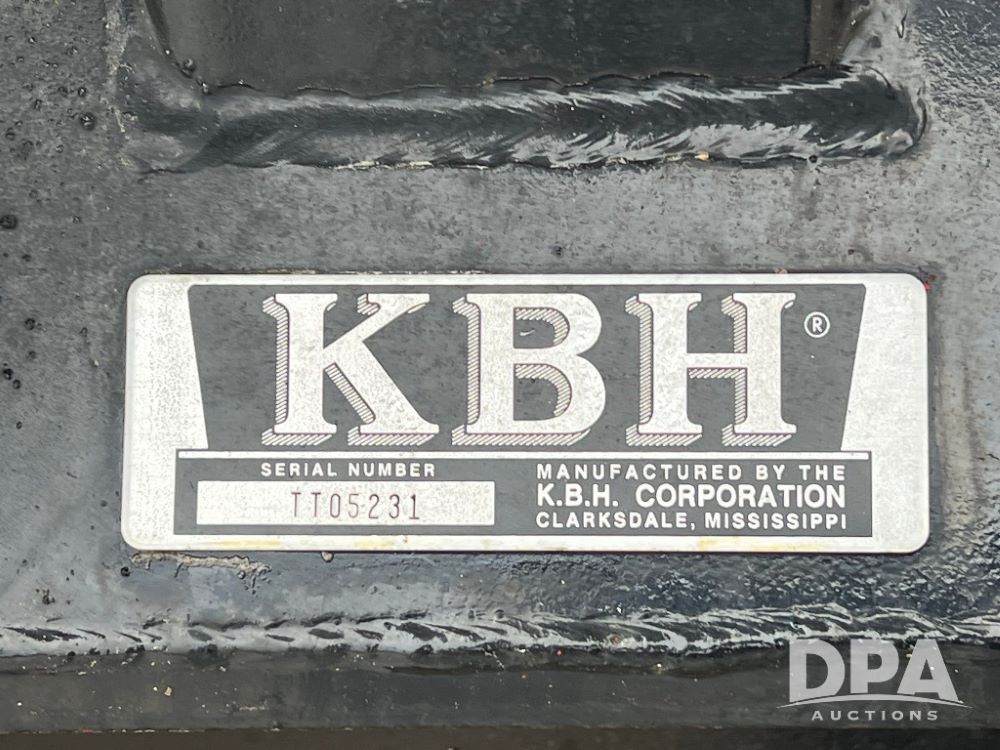 KBH®
SERIAL NUMBER
TT05231
MANUFACTURED BY THE
K.B.H. CORPORATION
CLARKSDALE, MISSISSIPPI
DPA
AUCTIONS